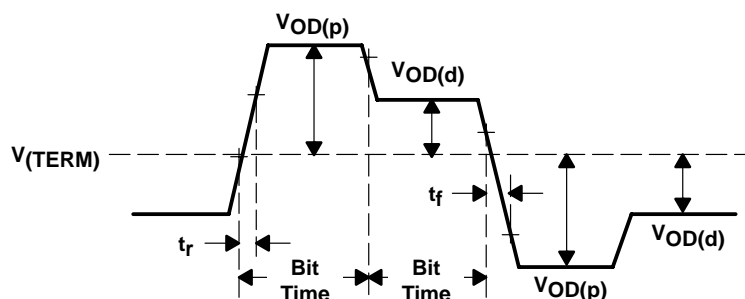 VOD(p)
VOD(d)
V(TERM)
tf
tr
VOD(d)
Bit
Time
Bit
Time
VOD(p)